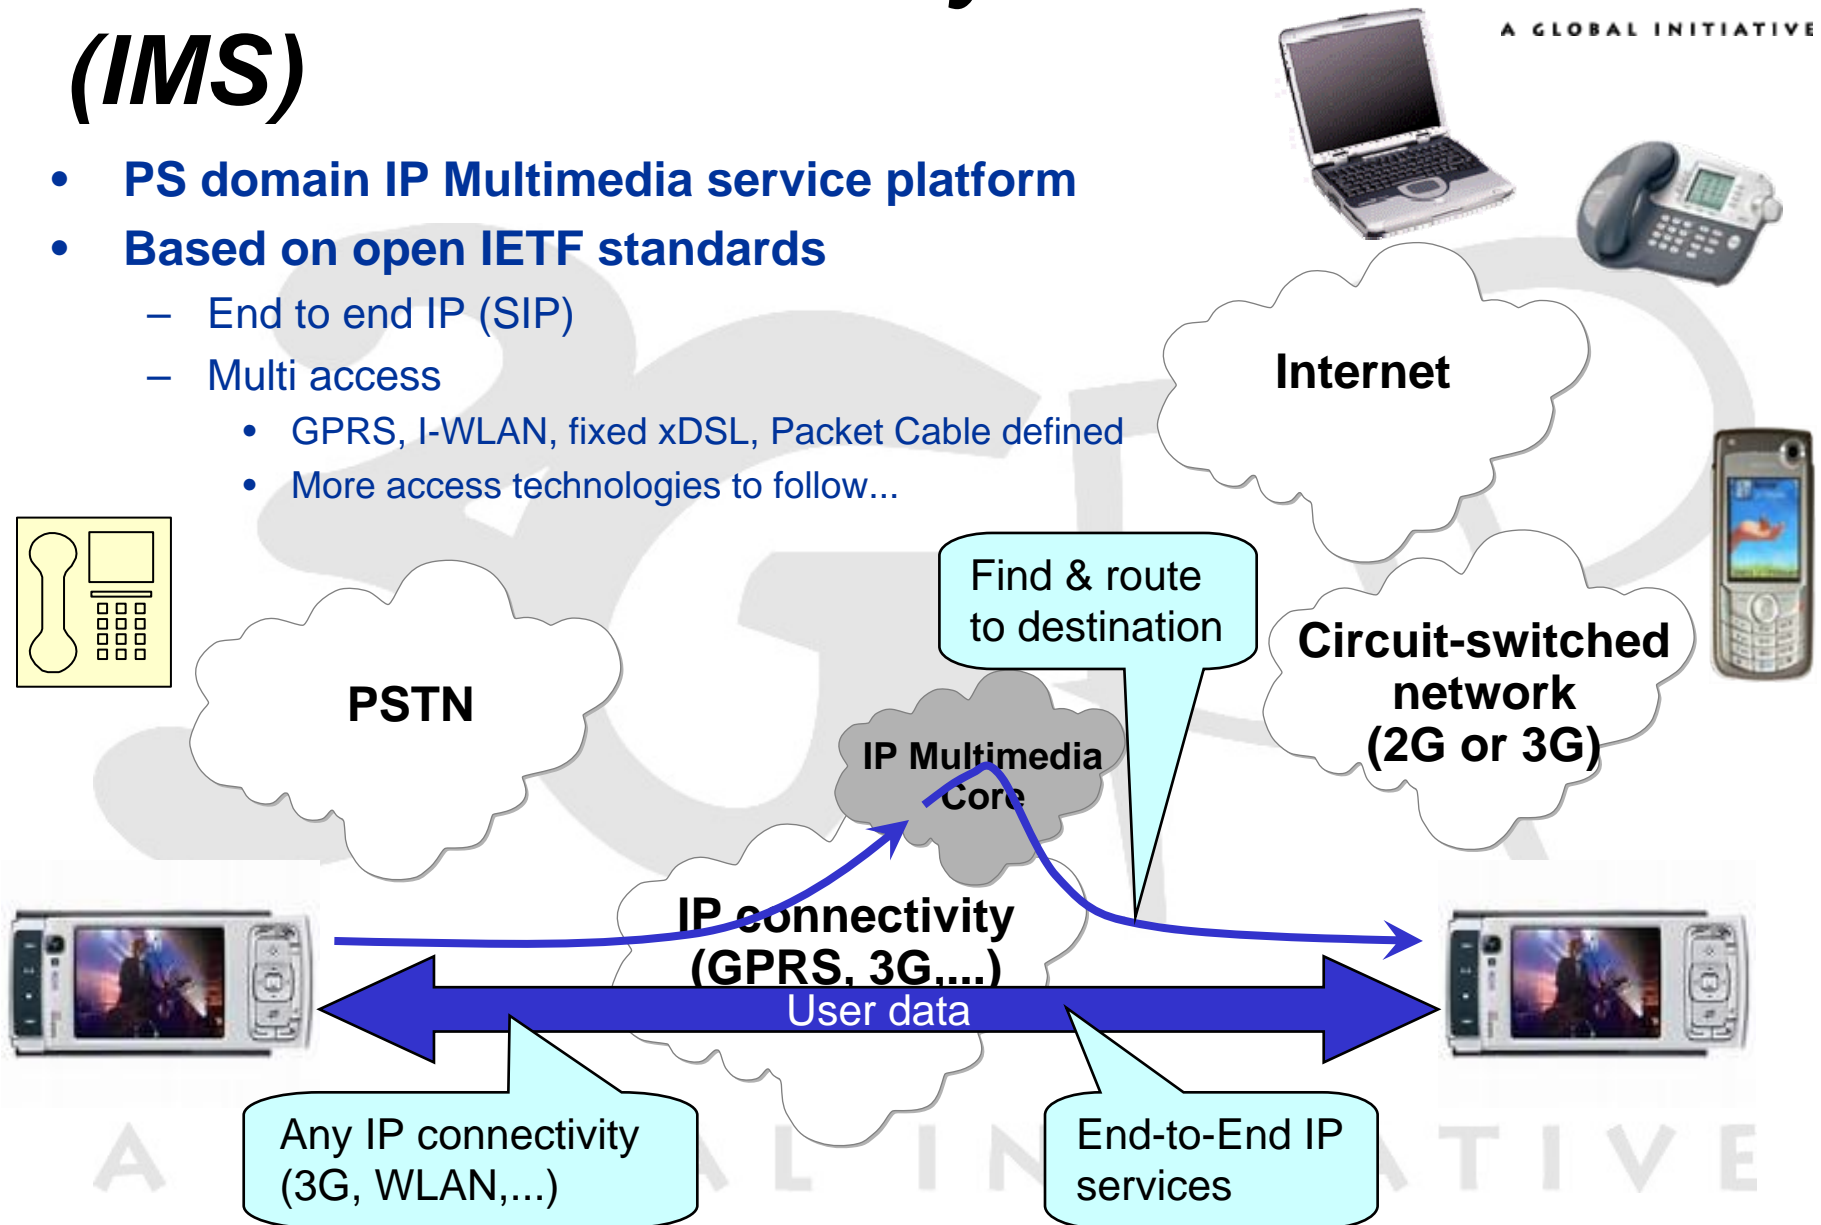 (IMS)
A GLOBAL INITIATIVE
• PS domain IP Multimedia service platform
• Based on open IETF standards
– End to end IP (SIP)
– Multi access
• GPRS, I-WLAN, fixed xDSL, Packet Cable defined
• More access technologies to follow...
Internet
Find & route
to destination
Circuit-switched
network
(2G or 3G)
PSTN
IP Multimedia
Core
IP connectivity
(GPRS, 3G,...)
User data
Any IP connectivity
(3G, WLAN,...)
End-to-End IP
services